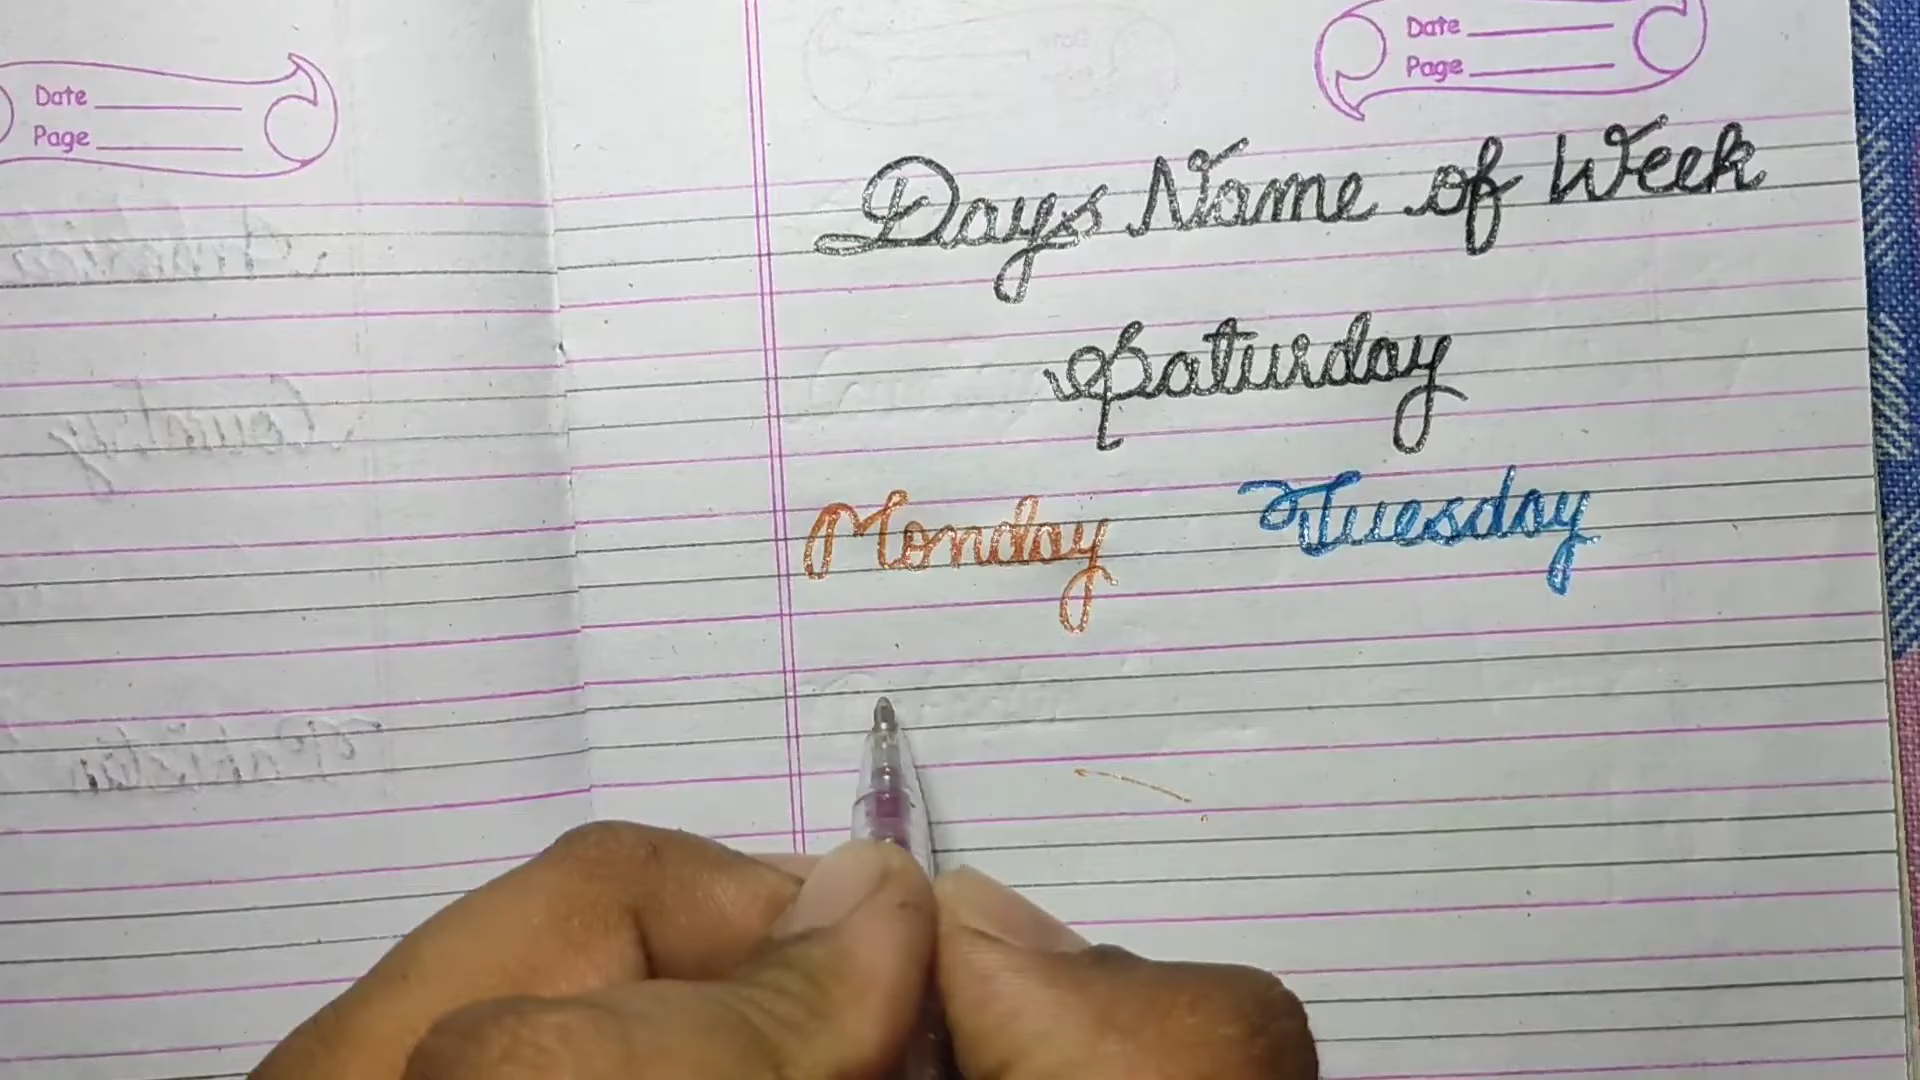 Date
Page
Date
Page
Days Name of Week
Saturday
Monday Tuesday